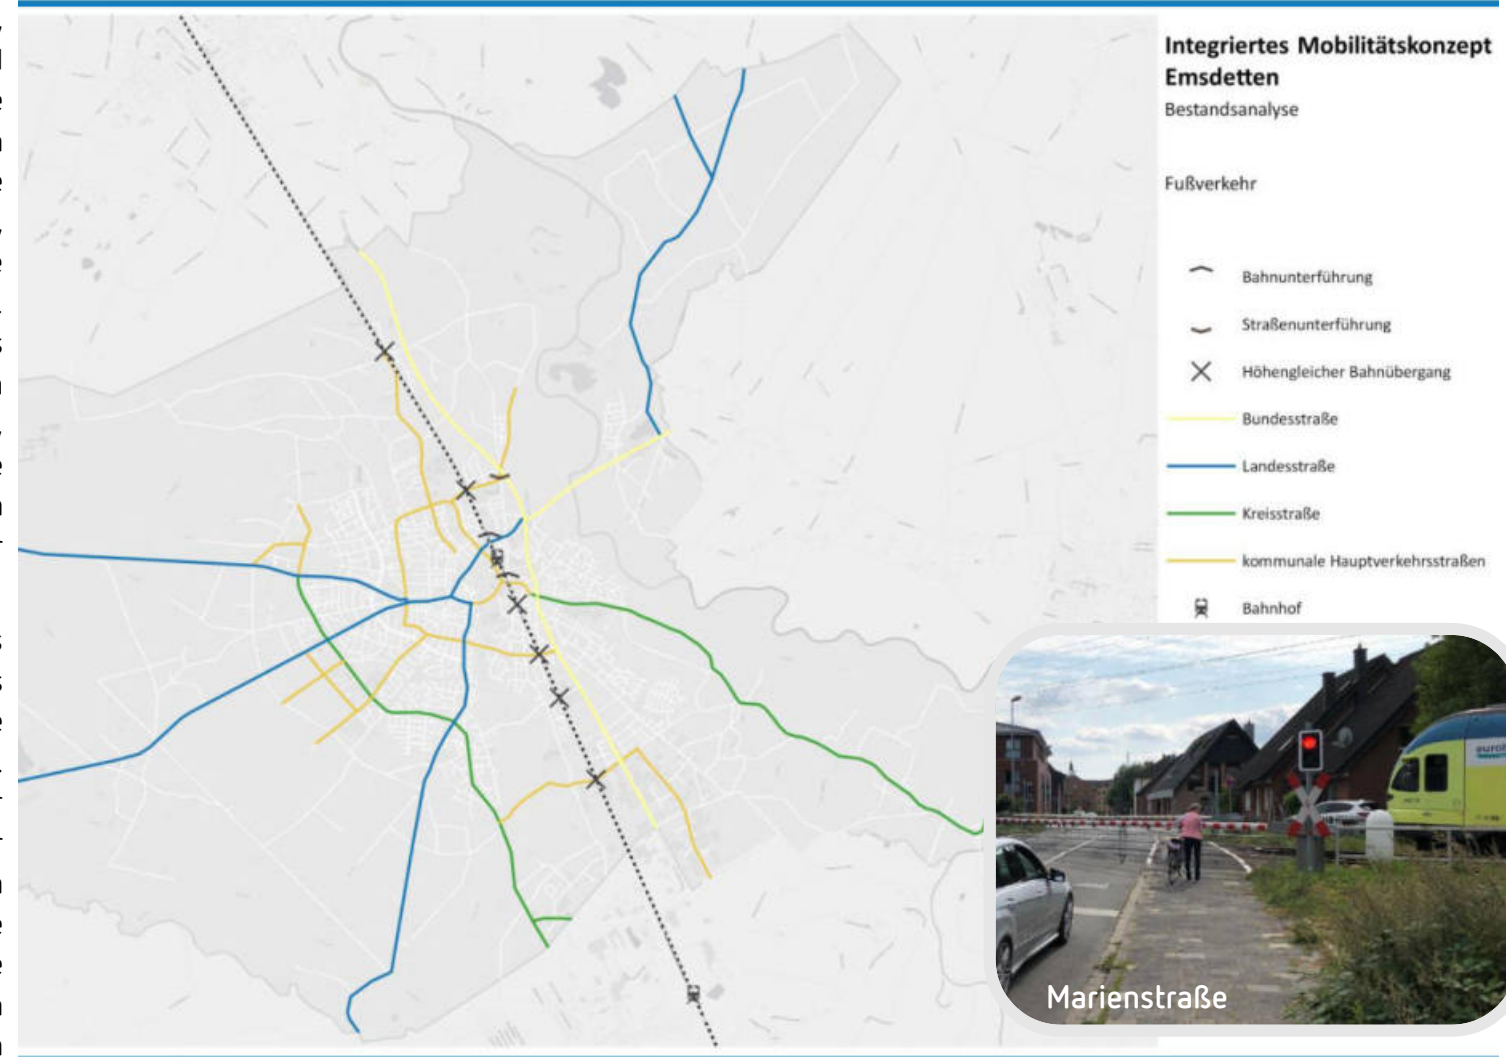 Integriertes Mobilitätskonzept
Emsdetten
Bestandsanalyse
Fußverkehr
Bahnunterführung
Straßenunterführung
Höhengleicher Bahnübergang
Bundesstraße
Landesstraße
Kreisstraße
kommunale Hauptverkehrsstraßen
Bahnhof
Marienstraße